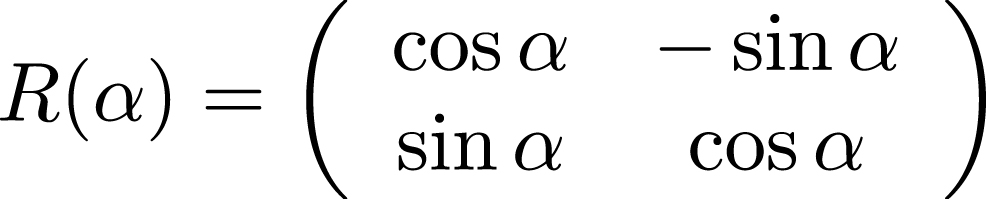 R(α) = ( cos α  − sin α
sin α  cos α )